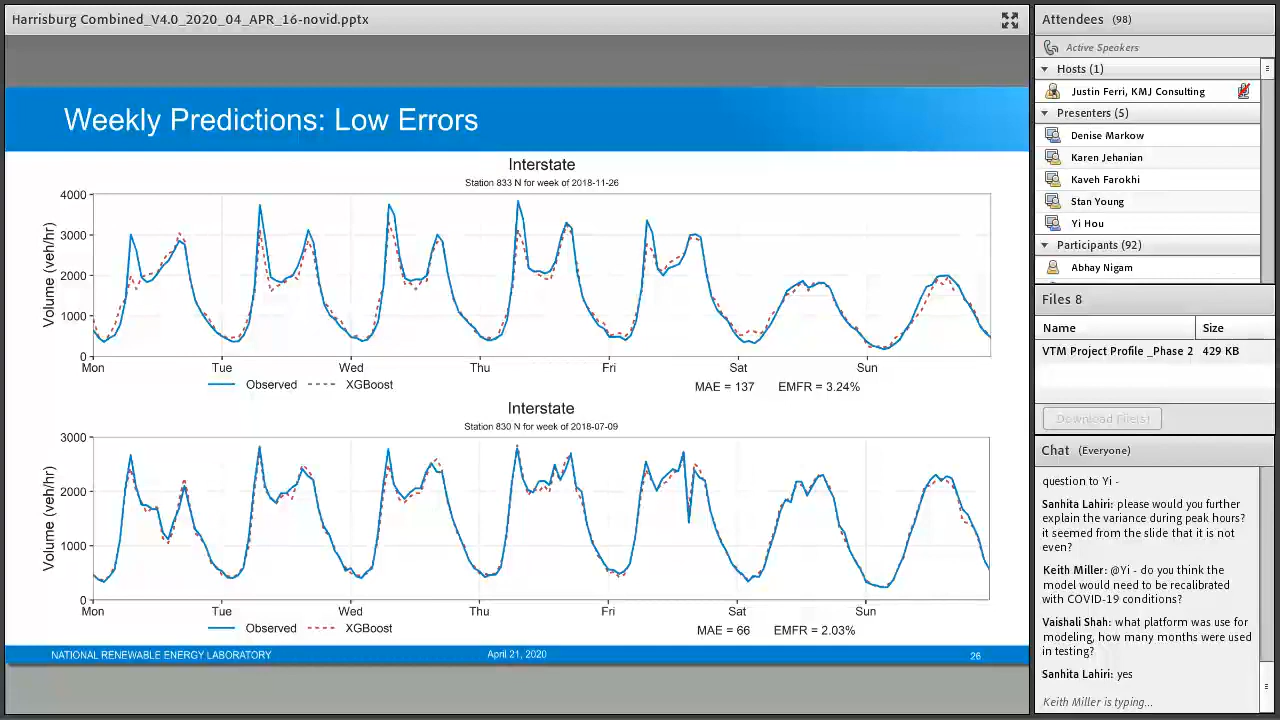 Harrisburg Combined_V4.0_2020_04_APR_16-novid.pptx
Weekly Predictions: Low Errors
Interstate
Station 833 N for week of 2018-11-26
Volume (veh/hr)
4000
3000
2000
1000
0
Mon Tue Wed Thu Fri Sat Sun
Observed XGBoost MAE = 137 EMFR = 3.24%
Interstate
Station 830 N for week of 2018-07-09
Volume (veh/hr)
3000
2000
1000
0
Mon Tue Wed Thu Fri Sat Sun
Observed XGBoost MAE = 66 EMFR = 2.03%
NATIONAL RENEWABLE ENERGY LABORATORY April 21, 2020 26
Attendees (98)
Active Speakers
Hosts (1)
Justin Ferri, KMJ Consulting
Presenters (5)
Denise Markow
Karen Jehanian
Kaveh Farokhi
Stan Young
Yi Hou
Participants (92)
Abhay Nigam
Files 8
Name Size
VTM Project Profile _Phase 2 429 KB
Download File(s)
Chat (Everyone)
question to Yi -
Sanhita Lahiri: please would you further
explain the variance during peak hours?
it seemed from the slide that it is not
even?
Keith Miller: @Yi - do you think the
model would need to be recalibrated
with COVID-19 conditions?
Vaishali Shah: what platform was use for
modeling, how many months were used
in testing?
Sanhita Lahiri: yes
Keith Miller is typing...